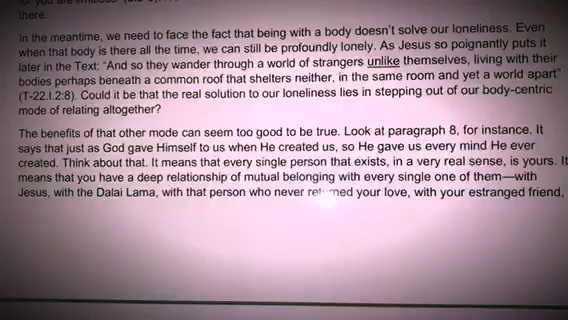 for you are limitless"
there.
In the meantime, we need to face the fact that being with a body doesn't solve our loneliness. Even
when that body is there all the time, we can still be profoundly lonely. As Jesus so poignantly puts it
later in the Text: "And so they wander through a world of strangers unlike themselves, living with their
bodies perhaps beneath a common roof that shelters neither, in the same room and yet a world apart"
(T-22.I.2:8). Could it be that the real solution to our loneliness lies in stepping out of our body-centric
mode of relating altogether?
The benefits of that other mode can seem too good to be true. Look at paragraph 8, for instance. It
says that just as God gave Himself to us when He created us, so He gave us every mind He ever
created. Think about that. It means that every single person that exists, in a very real sense, is yours. It
means that you have a deep relationship of mutual belonging with every single one of them—with
Jesus, with the Dalai Lama, with that person who never returned your love, with your estranged friend,